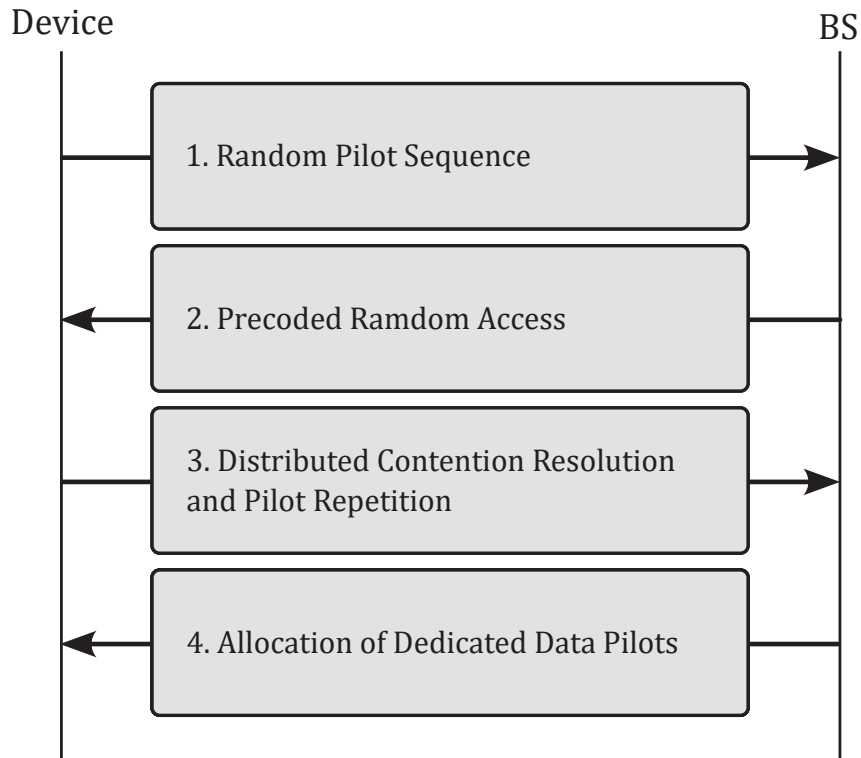 Device
BS
1. Random Pilot Sequence
2. Precoded Ramdom Access
3. Distributed Contention Resolution
and Pilot Repetition
4. Allocation of Dedicated Data Pilots